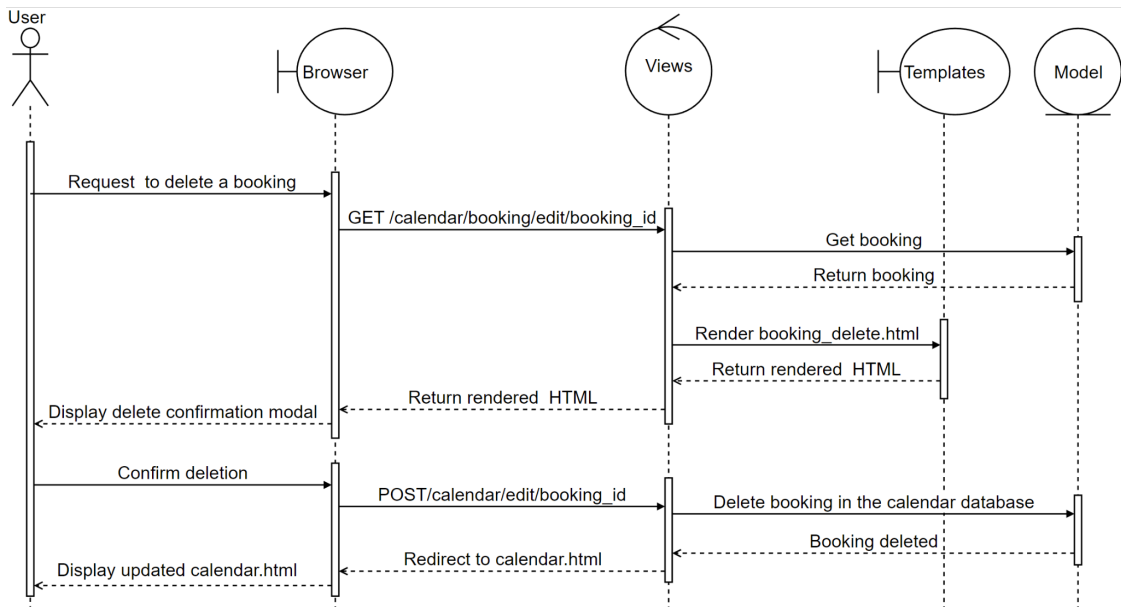 User
Browser
Views
Templates
Model
Request to delete a booking
GET /calendar/booking/edit/booking_id
Get booking
Return booking
Render booking_delete.html
Return rendered HTML
Return rendered HTML
Display delete confirmation modal
Confirm deletion
POST/calendar/edit/booking_id
Delete booking in the calendar database
Booking deleted
Redirect to calendar.html
Display updated calendar.html